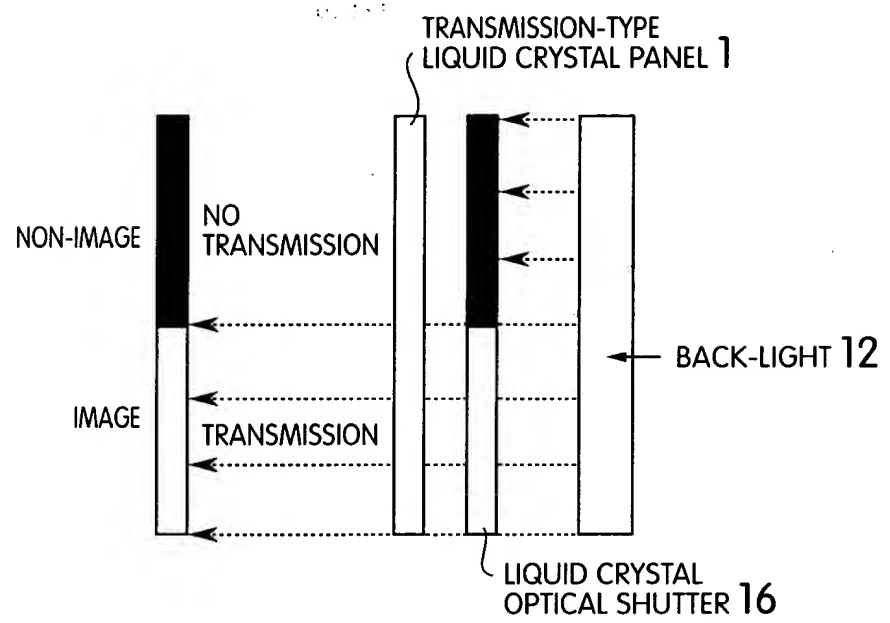 TRANSMISSION-TYPE
LIQUID CRYSTAL PANEL 1
NON-IMAGE
NO
TRANSMISSION
BACK-LIGHT 12
IMAGE
TRANSMISSION
LIQUID CRYSTAL
OPTICAL SHUTTER 16